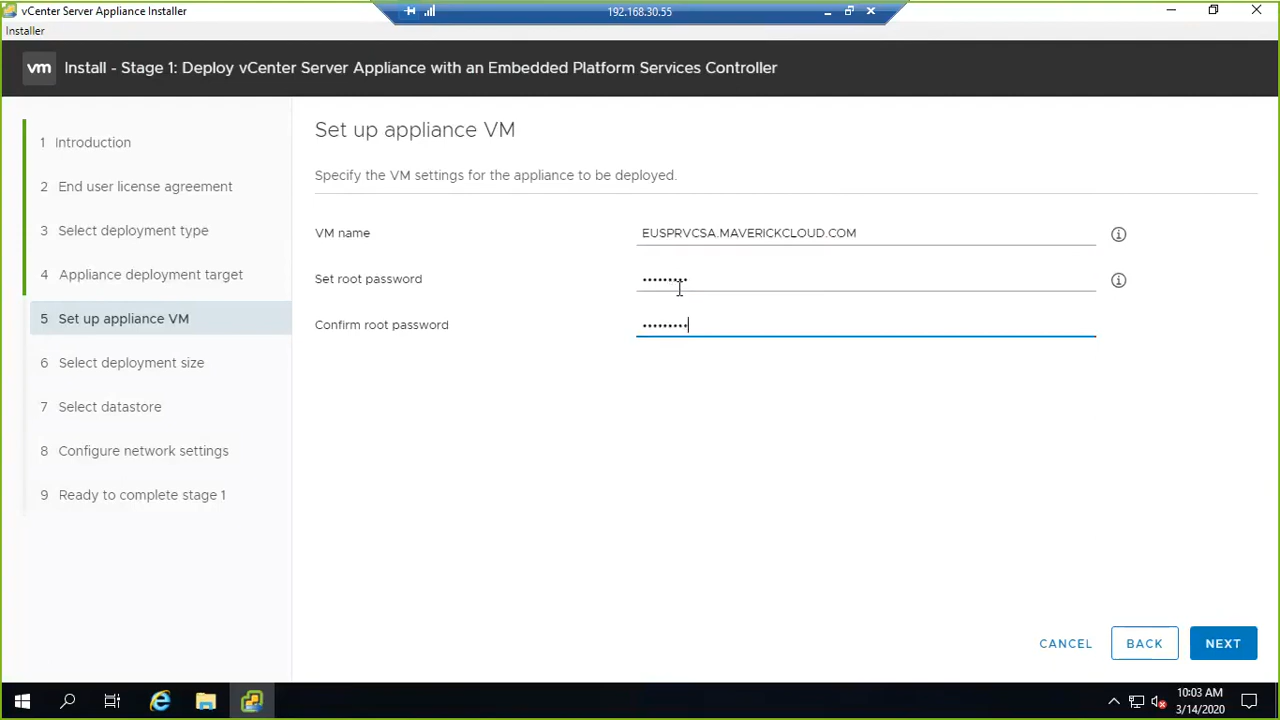 vCenter Server Appliance Installer
192.168.30.55
Installer
vm Install - Stage 1: Deploy vCenter Server Appliance with an Embedded Platform Services Controller
1 Introduction
2 End user license agreement
3 Select deployment type
4 Appliance deployment target
5 Set up appliance VM
6 Select deployment size
7 Select datastore
8 Configure network settings
9 Ready to complete stage 1
Set up appliance VM
Specify the VM settings for the appliance to be deployed.
VM name EUSPRVCSA.MAVERICKCLOUD.COM
Set root password •••••••••
Confirm root password •••••••••
CANCEL BACK NEXT
10:03 AM
3/14/2020